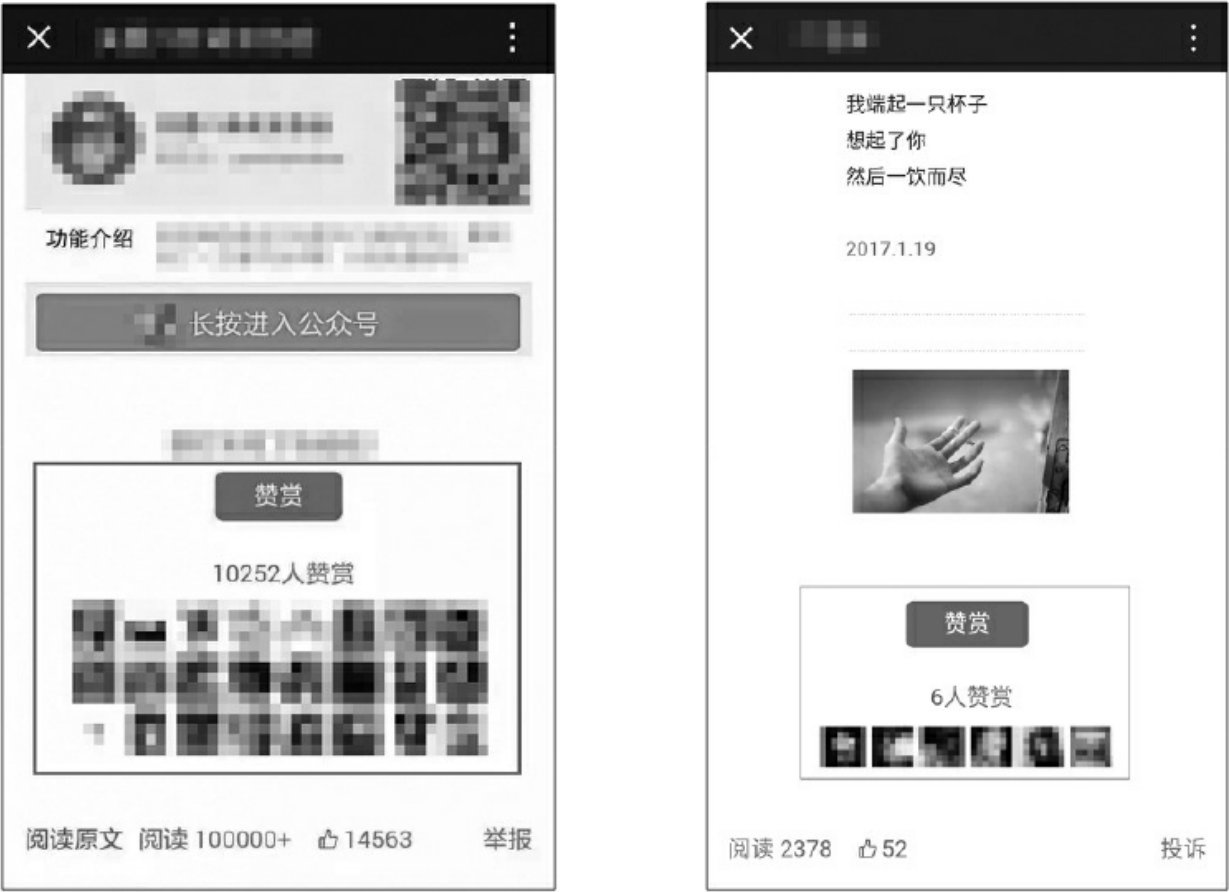 功能介绍
长按进入公众号
赞赏
10252人赞赏
阅读原文 阅读 100000+ 14563 举报
我端起一只杯子
想起了你
然后一饮而尽
2017.1.19
赞赏
6人赞赏
阅读 2378 52 投诉